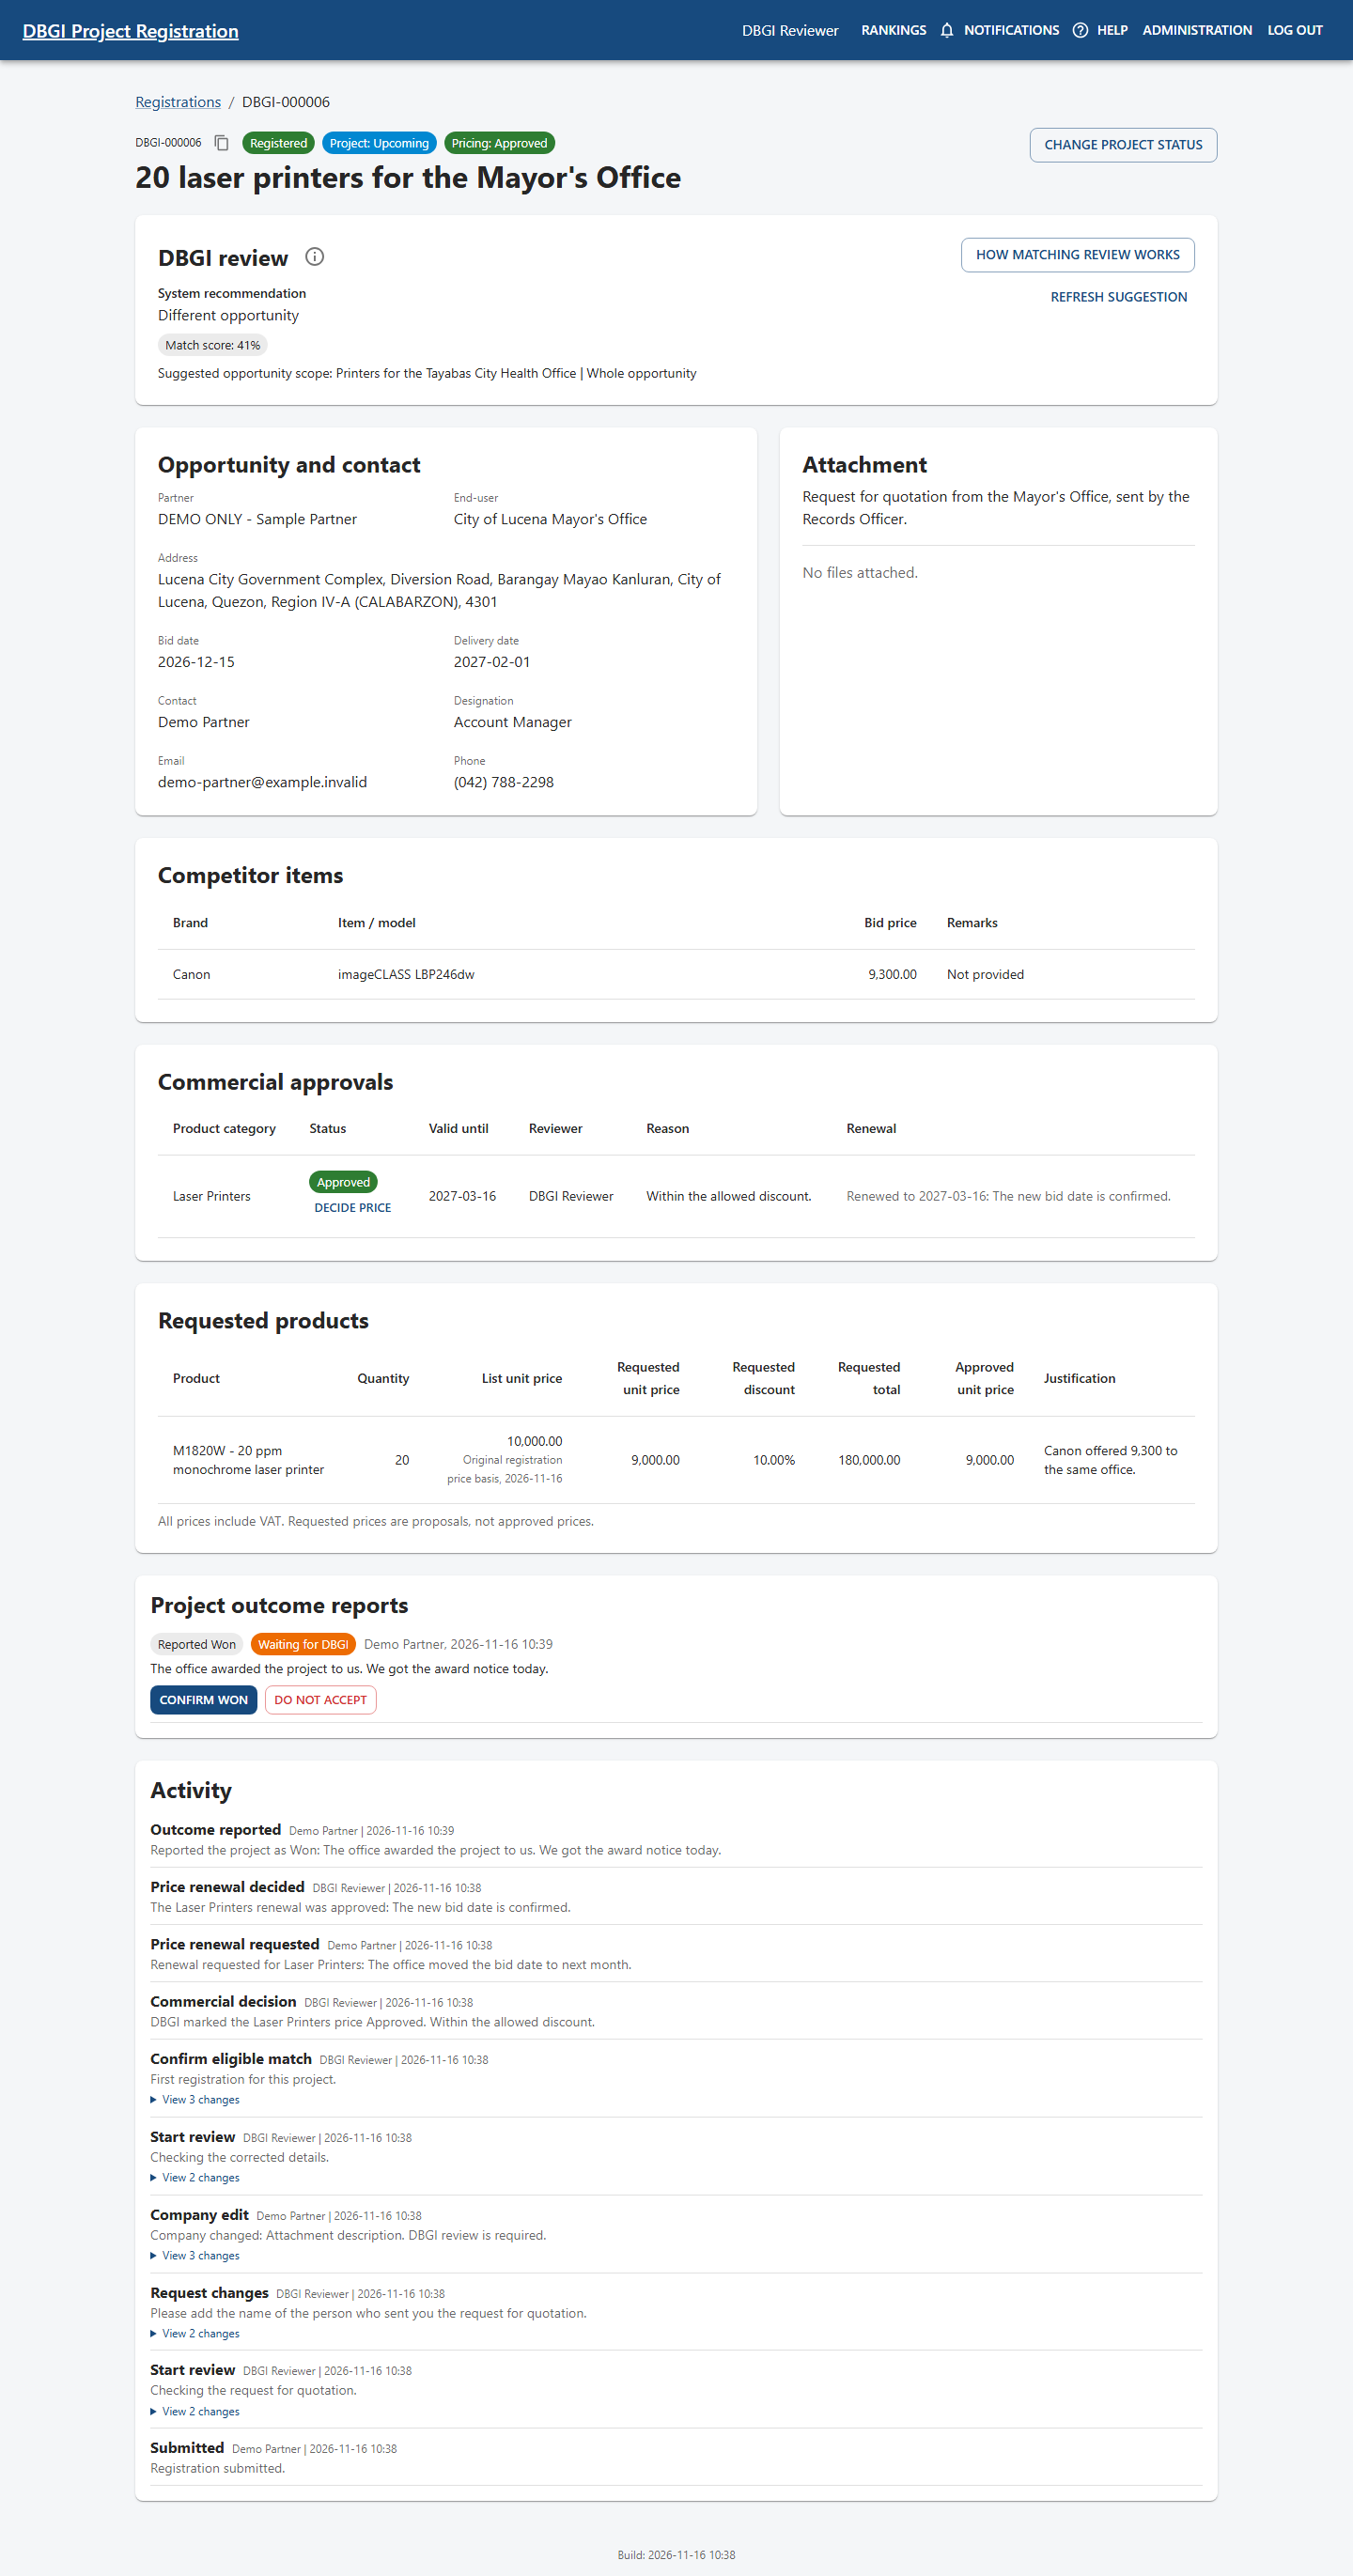 DBGI Project Registration
DBGI Reviewer RANKINGS NOTIFICATIONS HELP ADMINISTRATION LOG OUT
Registrations / DBGI-000006
DBGI-000006 Registered Project: Upcoming Pricing: Approved
CHANGE PROJECT STATUS
20 laser printers for the Mayor's Office
DBGI review
HOW MATCHING REVIEW WORKS
System recommendation
REFRESH SUGGESTION
Different opportunity
Match score: 41%
Suggested opportunity scope: Printers for the Tayabas City Health Office | Whole opportunity
Opportunity and contact
Partner End-user
DEMO ONLY - Sample Partner City of Lucena Mayor's Office
Address
Lucena City Government Complex, Diversion Road, Barangay Mayao Kanluran, City of
Lucena, Quezon, Region IV-A (CALABARZON), 4301
Bid date Delivery date
2026-12-15 2027-02-01
Contact Designation
Demo Partner Account Manager
Email Phone
demo-partner@example.invalid (042) 788-2298
Attachment
Request for quotation from the Mayor's Office, sent by the
Records Officer.
No files attached.
Competitor items
Brand Item / model Bid price Remarks
Canon imageCLASS LBP246dw 9,300.00 Not provided
Commercial approvals
Product category Status Valid until Reviewer Reason Renewal
Laser Printers Approved 2027-03-16 DBGI Reviewer Within the allowed discount. Renewed to 2027-03-16: The new bid date is confirmed.
DECIDE PRICE
Requested products
Product Quantity List unit price Requested unit price Requested discount Requested total Approved unit price Justification
M1820W - 20 ppm monochrome laser printer 20 10,000.00 Original registration price basis, 2026-11-16 9,000.00 10.00% 180,000.00 9,000.00 Canon offered 9,300 to the same office.
All prices include VAT. Requested prices are proposals, not approved prices.
Project outcome reports
Reported Won Waiting for DBGI Demo Partner, 2026-11-16 10:39
The office awarded the project to us. We got the award notice today.
CONFIRM WON DO NOT ACCEPT
Activity
Outcome reported Demo Partner | 2026-11-16 10:39
Reported the project as Won: The office awarded the project to us. We got the award notice today.
Price renewal decided DBGI Reviewer | 2026-11-16 10:38
The Laser Printers renewal was approved: The new bid date is confirmed.
Price renewal requested Demo Partner | 2026-11-16 10:38
Renewal requested for Laser Printers: The office moved the bid date to next month.
Commercial decision DBGI Reviewer | 2026-11-16 10:38
DBGI marked the Laser Printers price Approved. Within the allowed discount.
Confirm eligible match DBGI Reviewer | 2026-11-16 10:38
First registration for this project.
View 3 changes
Start review DBGI Reviewer | 2026-11-16 10:38
Checking the corrected details.
View 2 changes
Company edit Demo Partner | 2026-11-16 10:38
Company changed: Attachment description. DBGI review is required.
View 3 changes
Request changes DBGI Reviewer | 2026-11-16 10:38
Please add the name of the person who sent you the request for quotation.
View 2 changes
Start review DBGI Reviewer | 2026-11-16 10:38
Checking the request for quotation.
View 2 changes
Submitted Demo Partner | 2026-11-16 10:38
Registration submitted.
Build: 2026-11-16 10:38